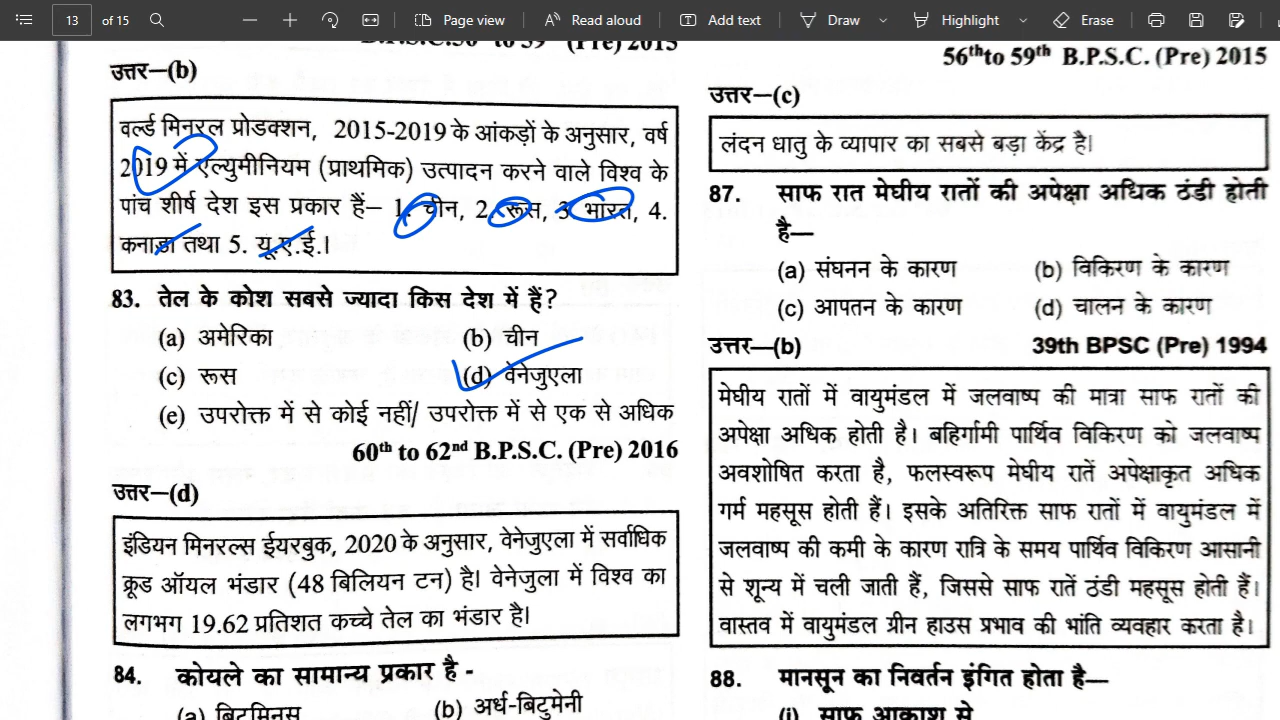 13 of 15
Page view
Read aloud
Add text
Draw
Highlight
Erase
(Pre) 2015
उत्तर–(b)
वर्ल्ड मिनरल प्रोडक्शन, 2015-2019 के आंकड़ों के अनुसार, वर्ष
2019 में एल्युमीनियम (प्राथमिक) उत्पादन करने वाले विश्व के
पांच शीर्ष देश इस प्रकार हैं– 1. चीन, 2. रूस, 3. भारत, 4.
कनाडा तथा 5. यू.ए.ई.।
83. तेल के कोश सबसे ज्यादा किस देश में हैं?
(a) अमेरिका (b) चीन
(c) रूस (d) वेनेजुएला
(e) उपरोक्त में से कोई नहीं/ उपरोक्त में से एक से अधिक
60th to 62nd B.P.S.C. (Pre) 2016
उत्तर–(d)
इंडियन मिनरल्स ईयरबुक, 2020 के अनुसार, वेनेजुएला में सर्वाधिक
क्रूड ऑयल भंडार (48 बिलियन टन) है। वेनेजुला में विश्व का
लगभग 19.62 प्रतिशत कच्चे तेल का भंडार है।
84. कोयले का सामान्य प्रकार है -
(a) बिटुमिनस (b) अर्ध-बिटुमेनी
56th to 59th B.P.S.C. (Pre) 2015
उत्तर–(c)
लंदन धातु के व्यापार का सबसे बड़ा केंद्र है।
87. साफ रात मेघीय रातों की अपेक्षा अधिक ठंडी होती
है—
(a) संघनन के कारण (b) विकिरण के कारण
(c) आपतन के कारण (d) चालन के कारण
उत्तर—(b) 39th BPSC (Pre) 1994
मेघीय रातों में वायुमंडल में जलवाष्प की मात्रा साफ रातों की
अपेक्षा अधिक होती है। बहिर्गामी पार्थिव विकिरण को जलवाष्प
अवशोषित करता है, फलस्वरूप मेघीय रातें अपेक्षाकृत अधिक
गर्म महसूस होती हैं। इसके अतिरिक्त साफ रातों में वायुमंडल में
जलवाष्प की कमी के कारण रात्रि के समय पार्थिव विकिरण आसानी
से शून्य में चली जाती हैं, जिससे साफ रातें ठंडी महसूस होती हैं।
वास्तव में वायुमंडल ग्रीन हाउस प्रभाव की भांति व्यवहार करता है।
88. मानसून का निवर्तन इंगित होता है—
(i) साफ आकाश से